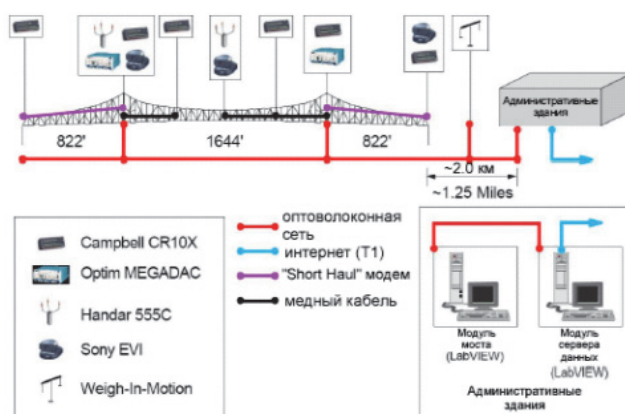 822'
1644'
822'
Административные
здания
~2.0 км
~1.25 Miles
Campbell CR10X
Optim MEGADAC
Handar 555C
Sony EVI
Weigh-In-Motion
оптоволоконная
сеть
интернет (T1)
"Short Haul" модем
медный кабель
Модуль
моста
(LabVIEW)
Модуль
сервера
данных
(LabVIEW)
Административные
здания